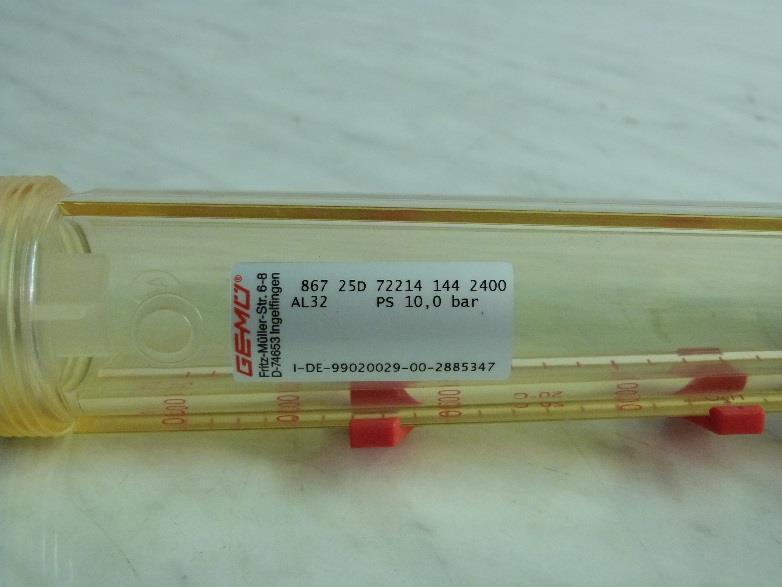 GEMÜ®
Fritz-Müller-Str. 6-8
D-74653 Ingelfingen
867 25D 72214 144 2400
AL32 PS 10,0 bar
I-DE-99020029-00-2885347